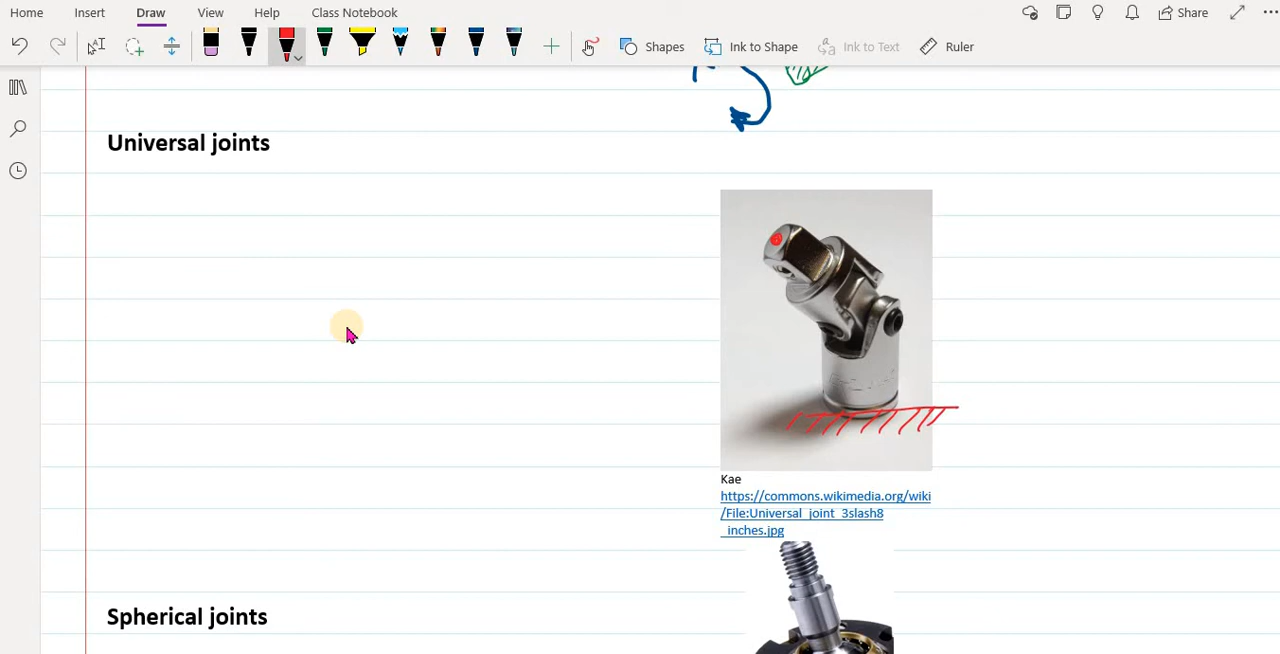 Home Insert Draw View Help Class Notebook Share
Shapes Ink to Shape Ink to Text Ruler
Universal joints
Kae
https://commons.wikimedia.org/wiki
/File:Universal_joint_3slash8
_inches.jpg
Spherical joints